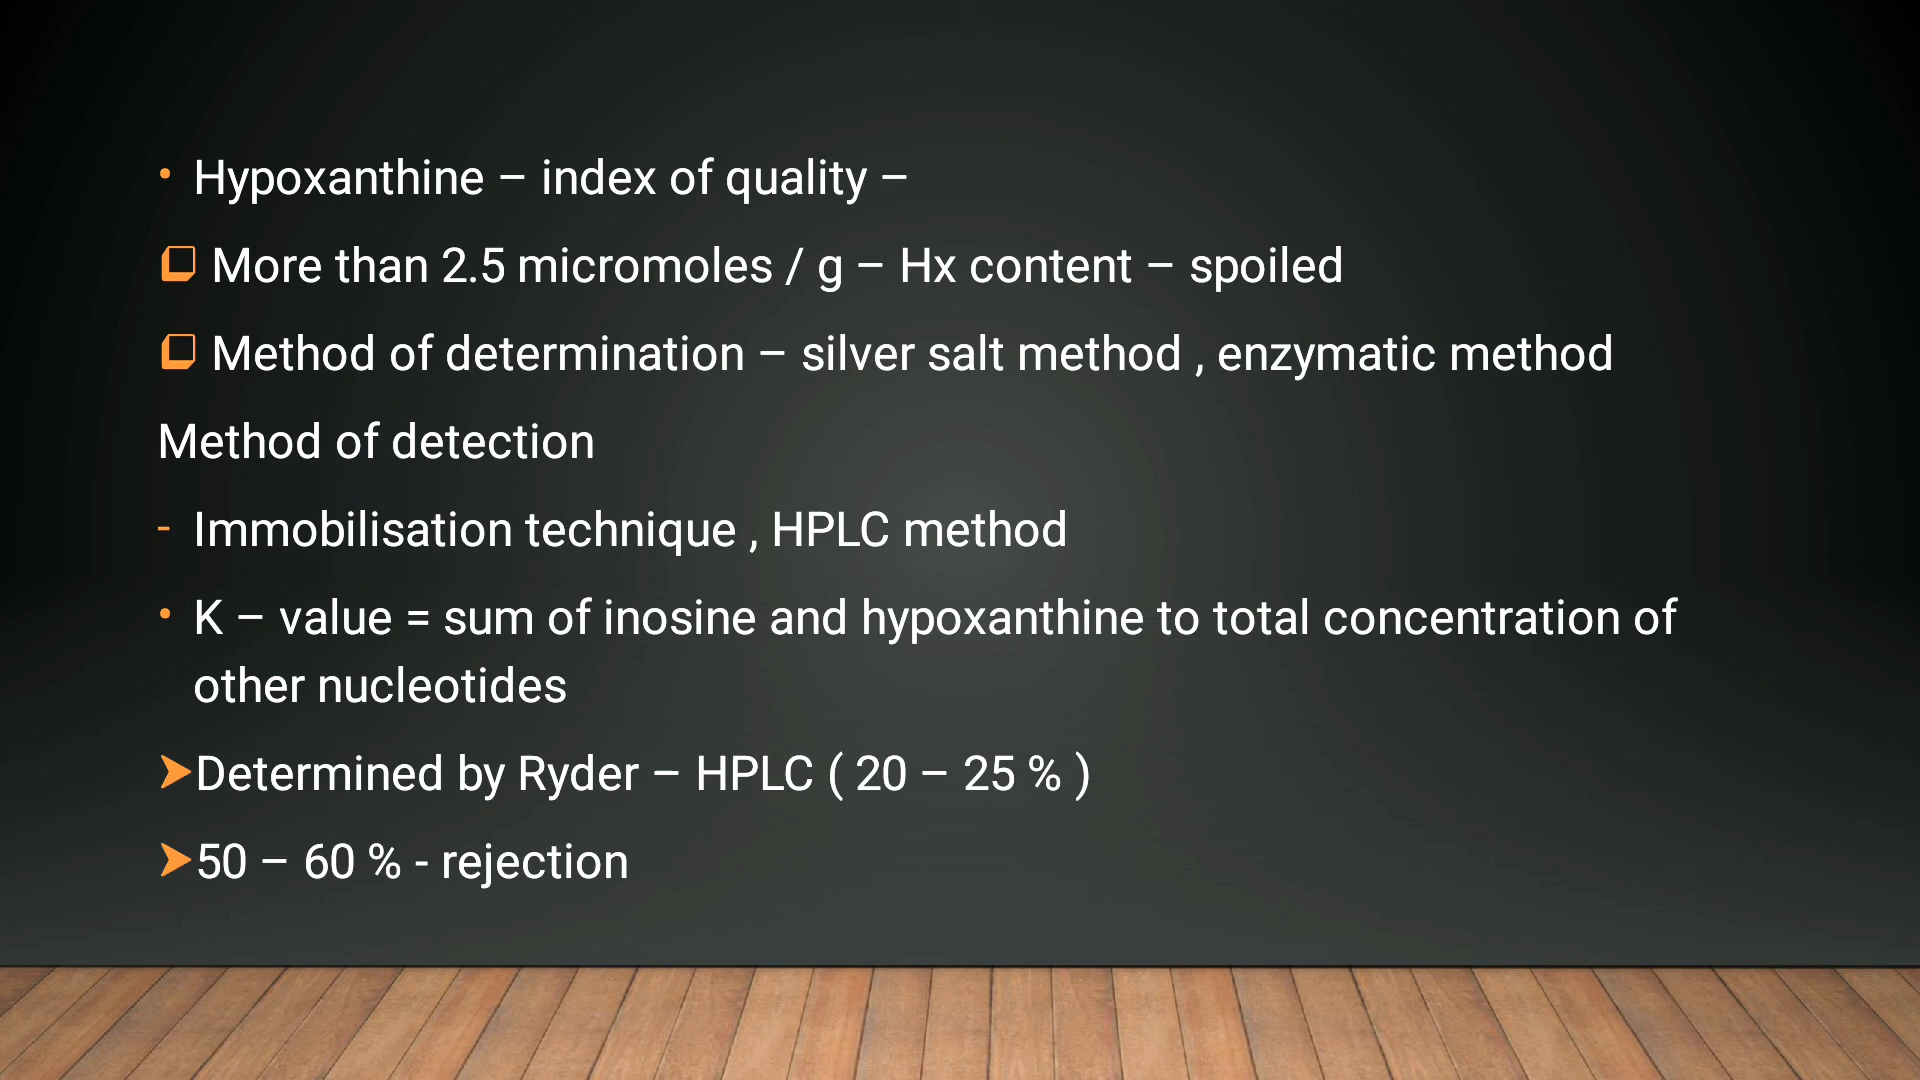 • Hypoxanthine – index of quality –
❑ More than 2.5 micromoles / g – Hx content – spoiled
❑ Method of determination – silver salt method , enzymatic method
Method of detection
- Immobilisation technique , HPLC method
• K – value = sum of inosine and hypoxanthine to total concentration of
other nucleotides
➤Determined by Ryder – HPLC ( 20 – 25 % )
➤50 – 60 % - rejection